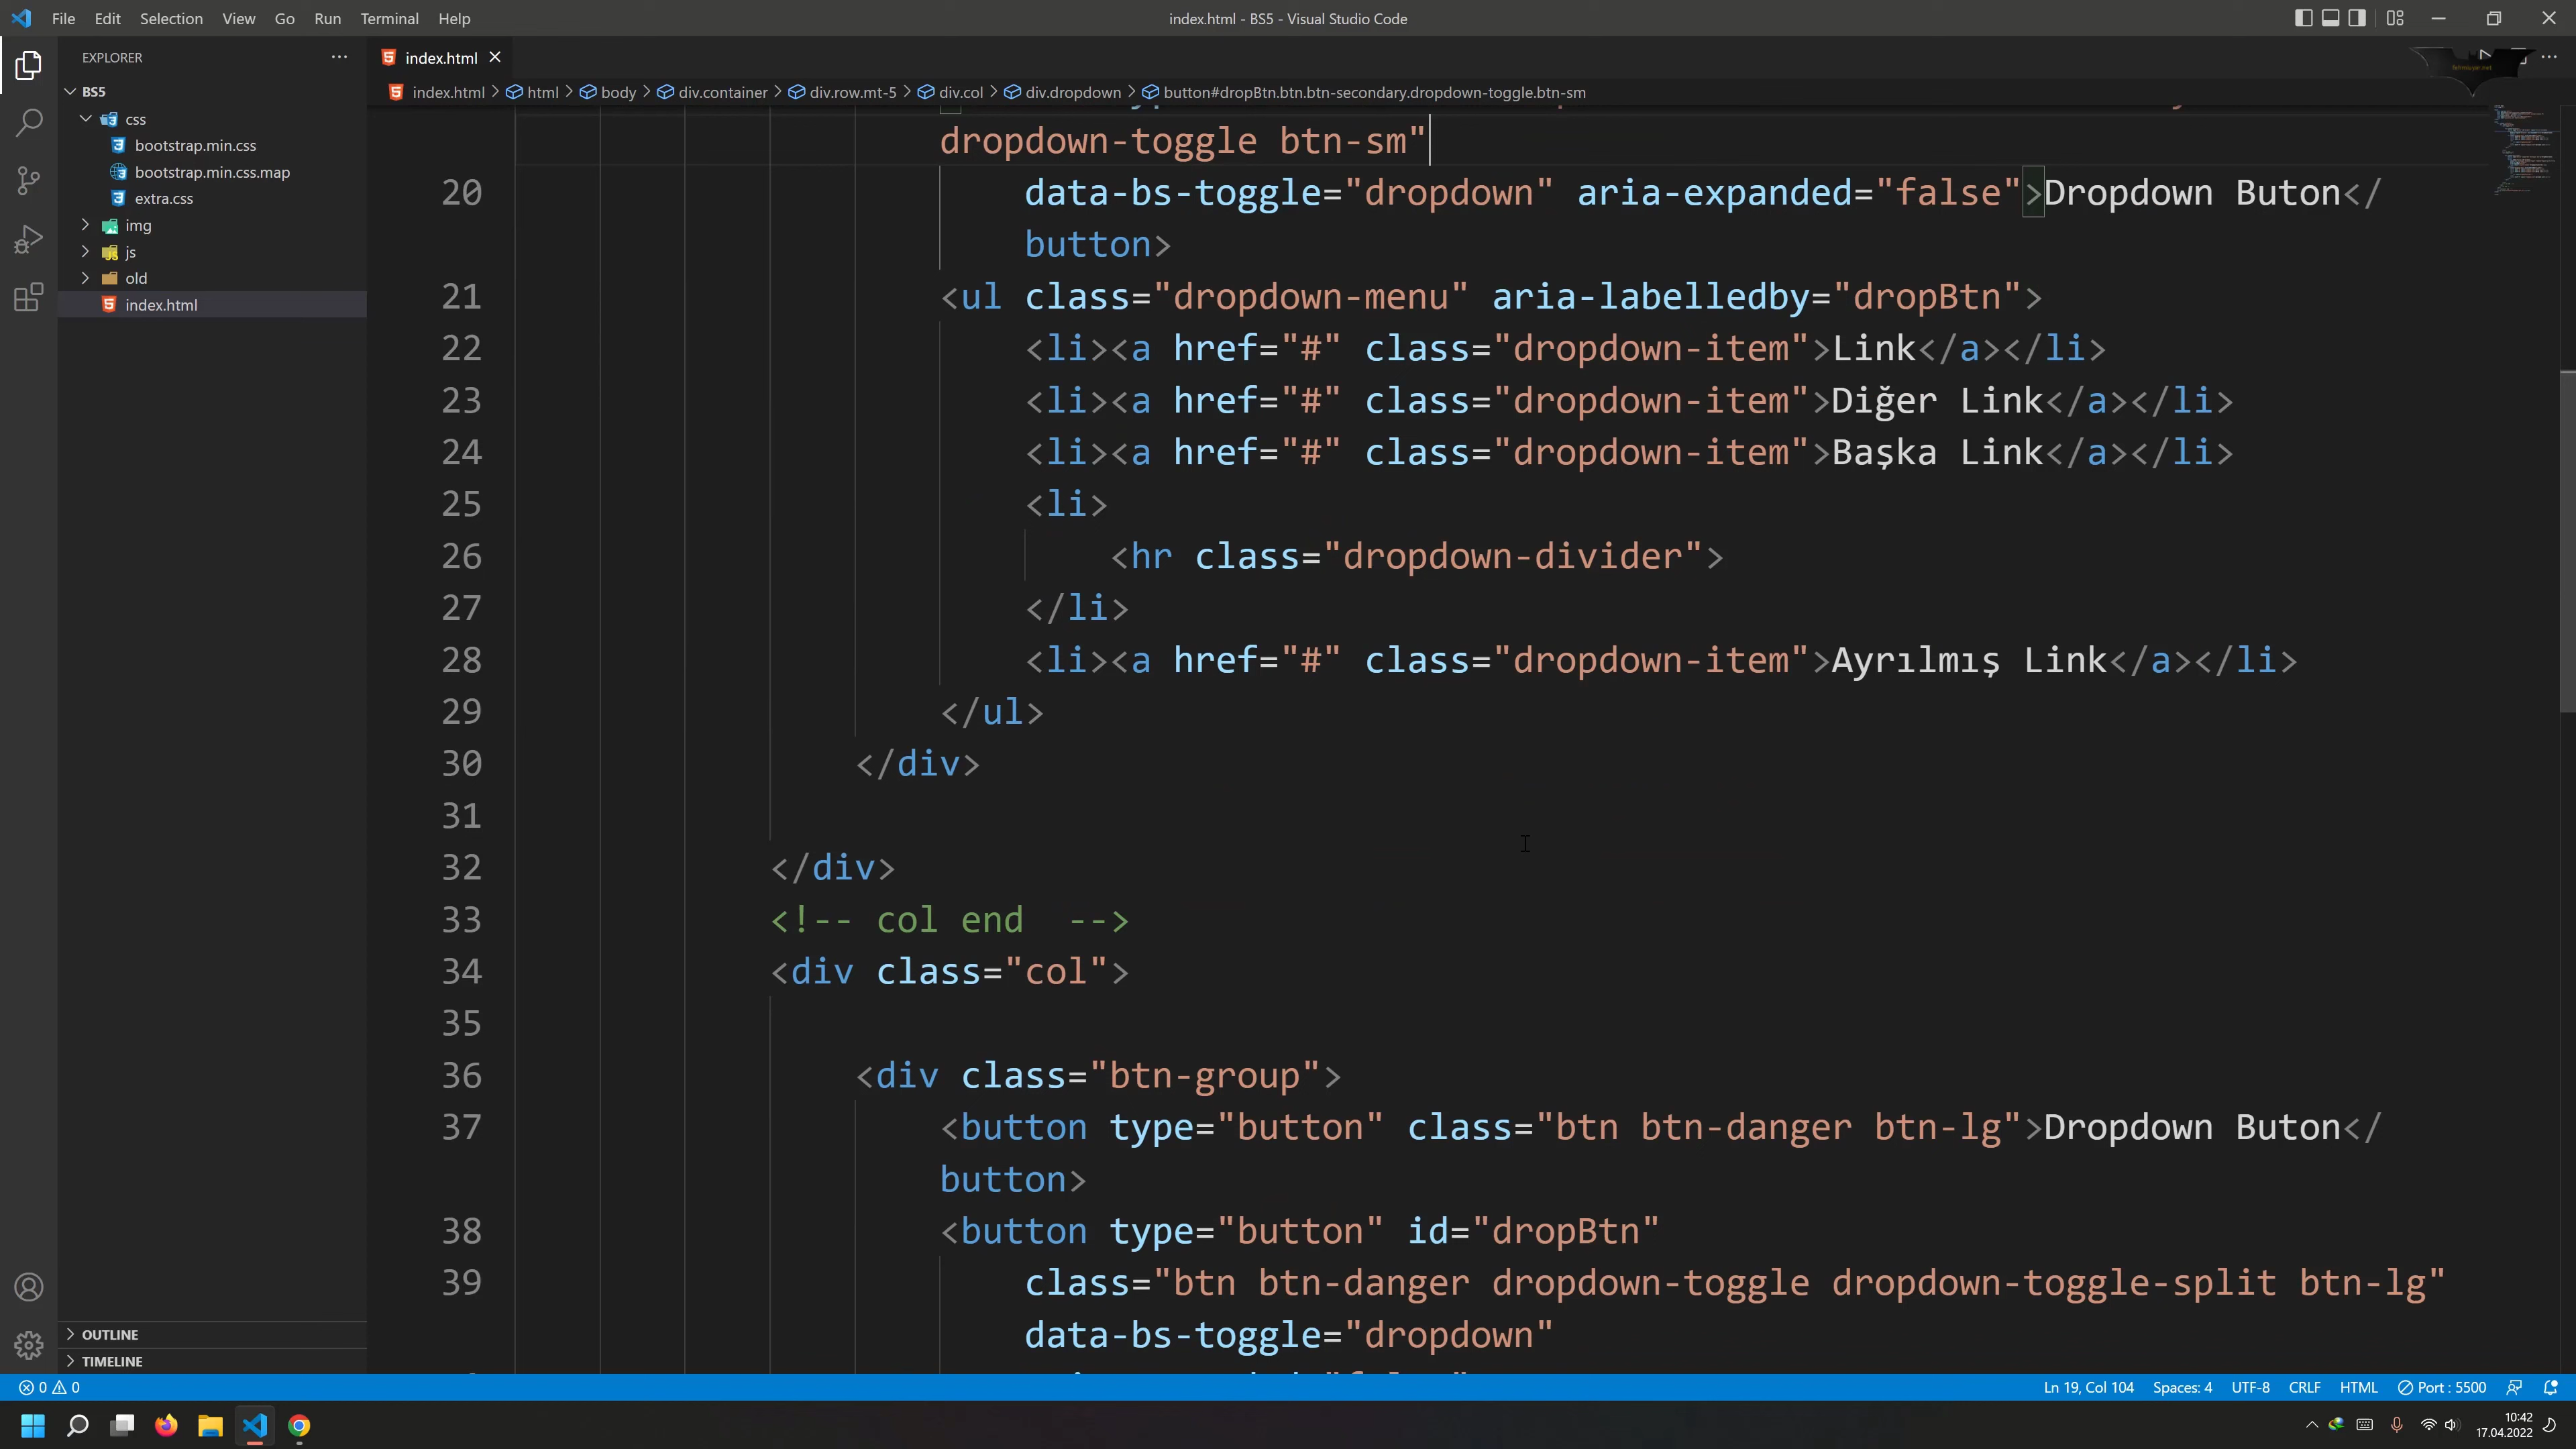 File Edit Selection View Go Run Terminal Help
index.html - BS5 - Visual Studio Code
EXPLORER
BS5
css
bootstrap.min.css
bootstrap.min.css.map
extra.css
img
js
old
index.html
OUTLINE
TIMELINE
index.html
index.html > html > body > div.container > div.row.mt-5 > div.col > div.dropdown > button#dropBtn.btn.btn-secondary.dropdown-toggle.btn-sm
dropdown-toggle btn-sm"
20 data-bs-toggle="dropdown" aria-expanded="false">Dropdown Buton</
button>
21 <ul class="dropdown-menu" aria-labelledby="dropBtn">
22 <li><a href="#" class="dropdown-item">Link</a></li>
23 <li><a href="#" class="dropdown-item">Diğer Link</a></li>
24 <li><a href="#" class="dropdown-item">Başka Link</a></li>
25 <li>
26 <hr class="dropdown-divider">
27 </li>
28 <li><a href="#" class="dropdown-item">Ayrılmış Link</a></li>
29 </ul>
30 </div>
31
32 </div>
33 <!-- col end  -->
34 <div class="col">
35
36 <div class="btn-group">
37 <button type="button" class="btn btn-danger btn-lg">Dropdown Buton</
button>
38 <button type="button" id="dropBtn"
39 class="btn btn-danger dropdown-toggle dropdown-toggle-split btn-lg"
data-bs-toggle="dropdown"
0 0
Ln 19, Col 104 Spaces: 4 UTF-8 CRLF HTML Port : 5500
10:42
17.04.2022